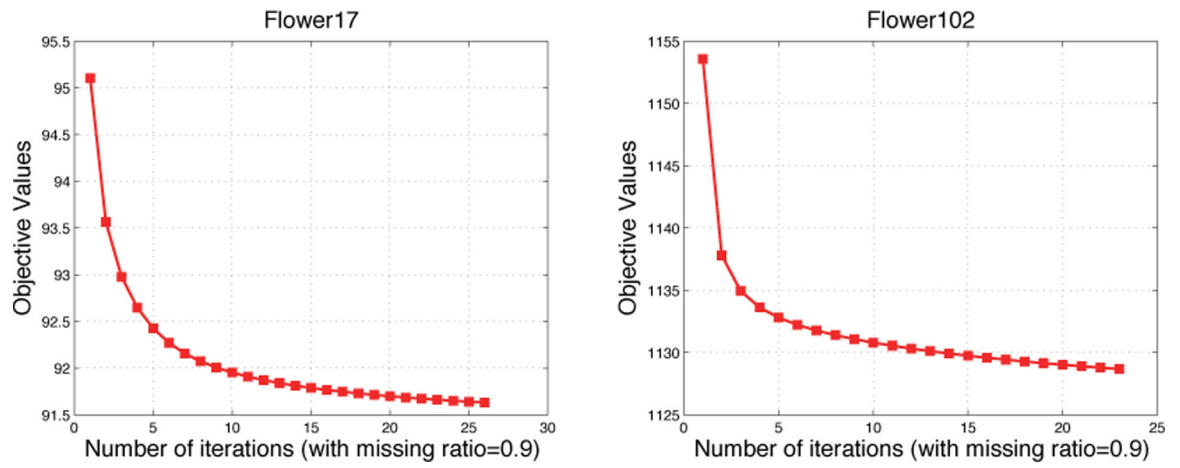 Flower17
95.5
95
94.5
94
93.5
93
92.5
92
91.5
0 5 10 15 20 25 30
Objective Values
Number of iterations (with missing ratio=0.9)
Flower102
1155
1150
1145
1140
1135
1130
1125
0 5 10 15 20 25
Objective Values
Number of iterations (with missing ratio=0.9)